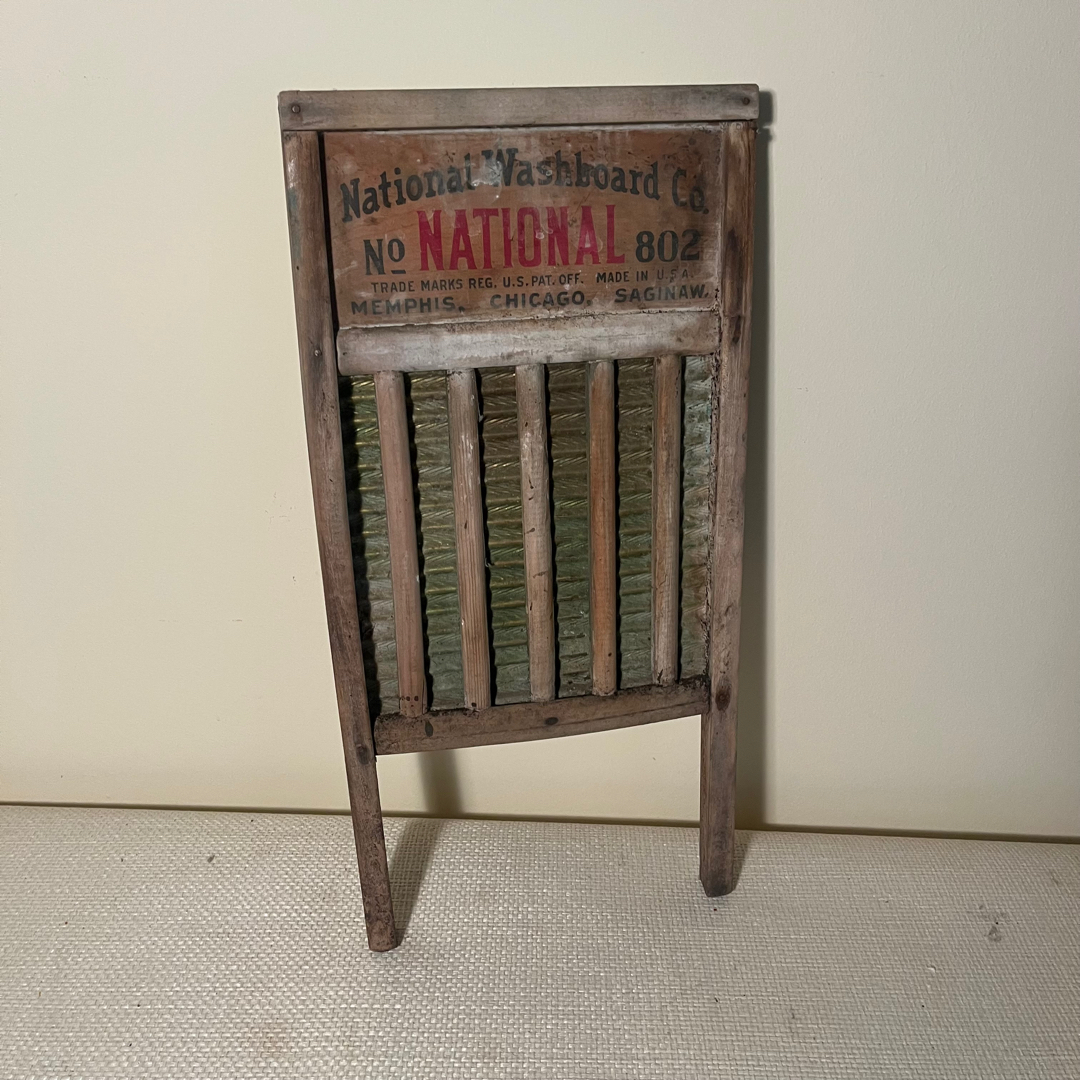 National Washboard Co.
No NATIONAL 802
TRADE MARKS REG. U.S. PAT. OFF. MADE IN U.S.A.
MEMPHIS, CHICAGO, SAGINAW.